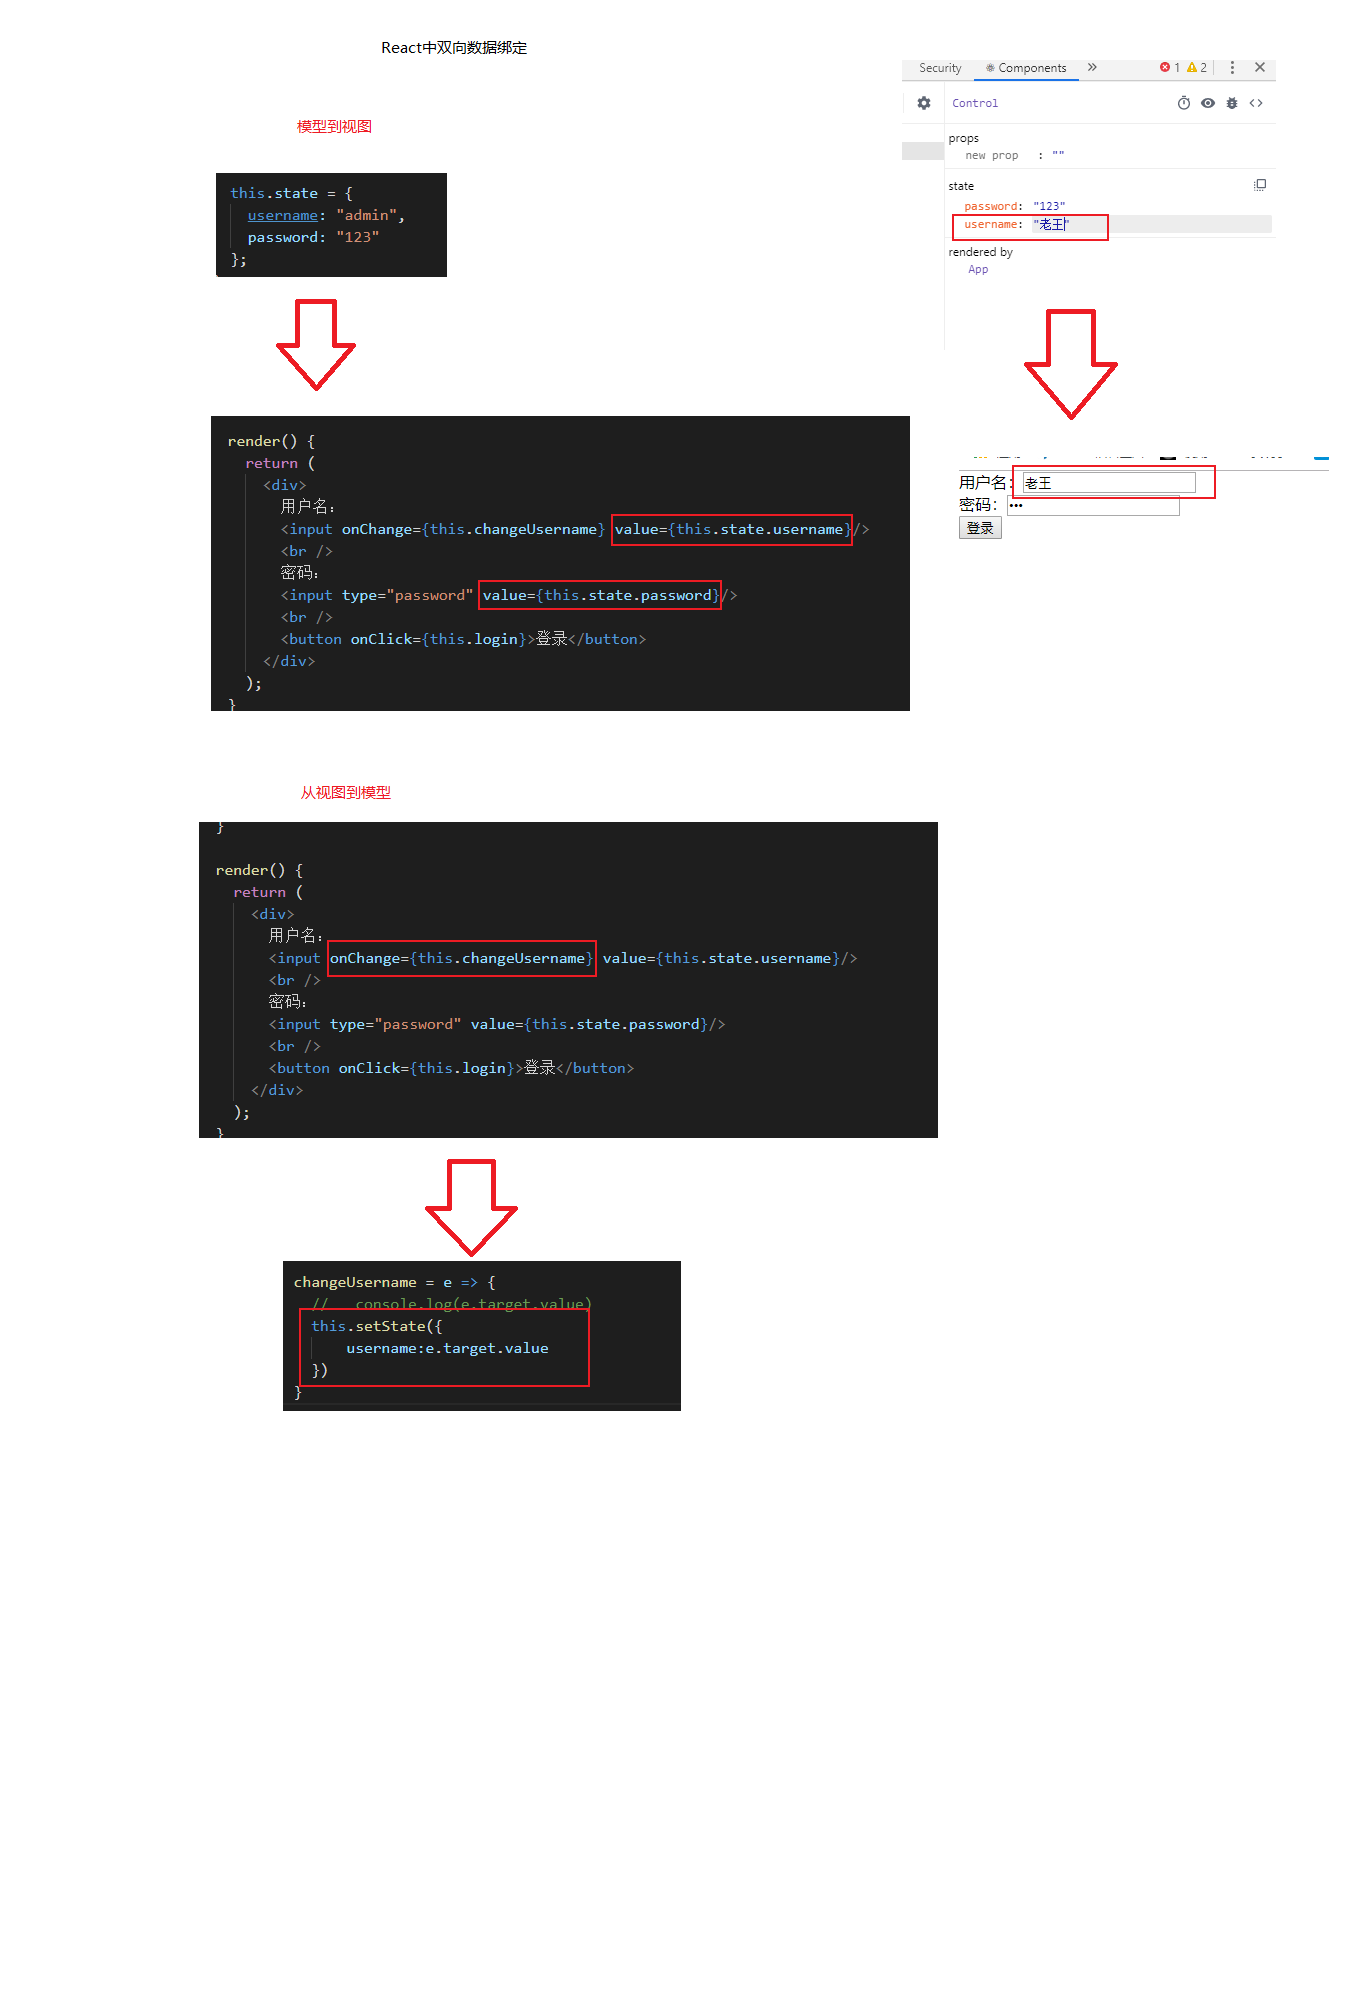 React中双向数据绑定
模型到视图
this.state = {
username: "admin",
password: "123"
};
Security
Components
1
2
Control
props
new prop : ""
state
password: "123"
username: "老王"
rendered by
App
render() {
return (
<div>
用户名：
<input onChange={this.changeUsername} value={this.state.username}/>
<br />
密码：
<input type="password" value={this.state.password}/>
<br />
<button onClick={this.login}>登录</button>
</div>
);
}
用户名：老王
密码：•••
登录
从视图到模型
}
render() {
return (
<div>
用户名：
<input onChange={this.changeUsername} value={this.state.username}/>
<br />
密码：
<input type="password" value={this.state.password}/>
<br />
<button onClick={this.login}>登录</button>
</div>
);
}
changeUsername = e => {
// console.log(e.target.value)
this.setState({
username:e.target.value
})
}